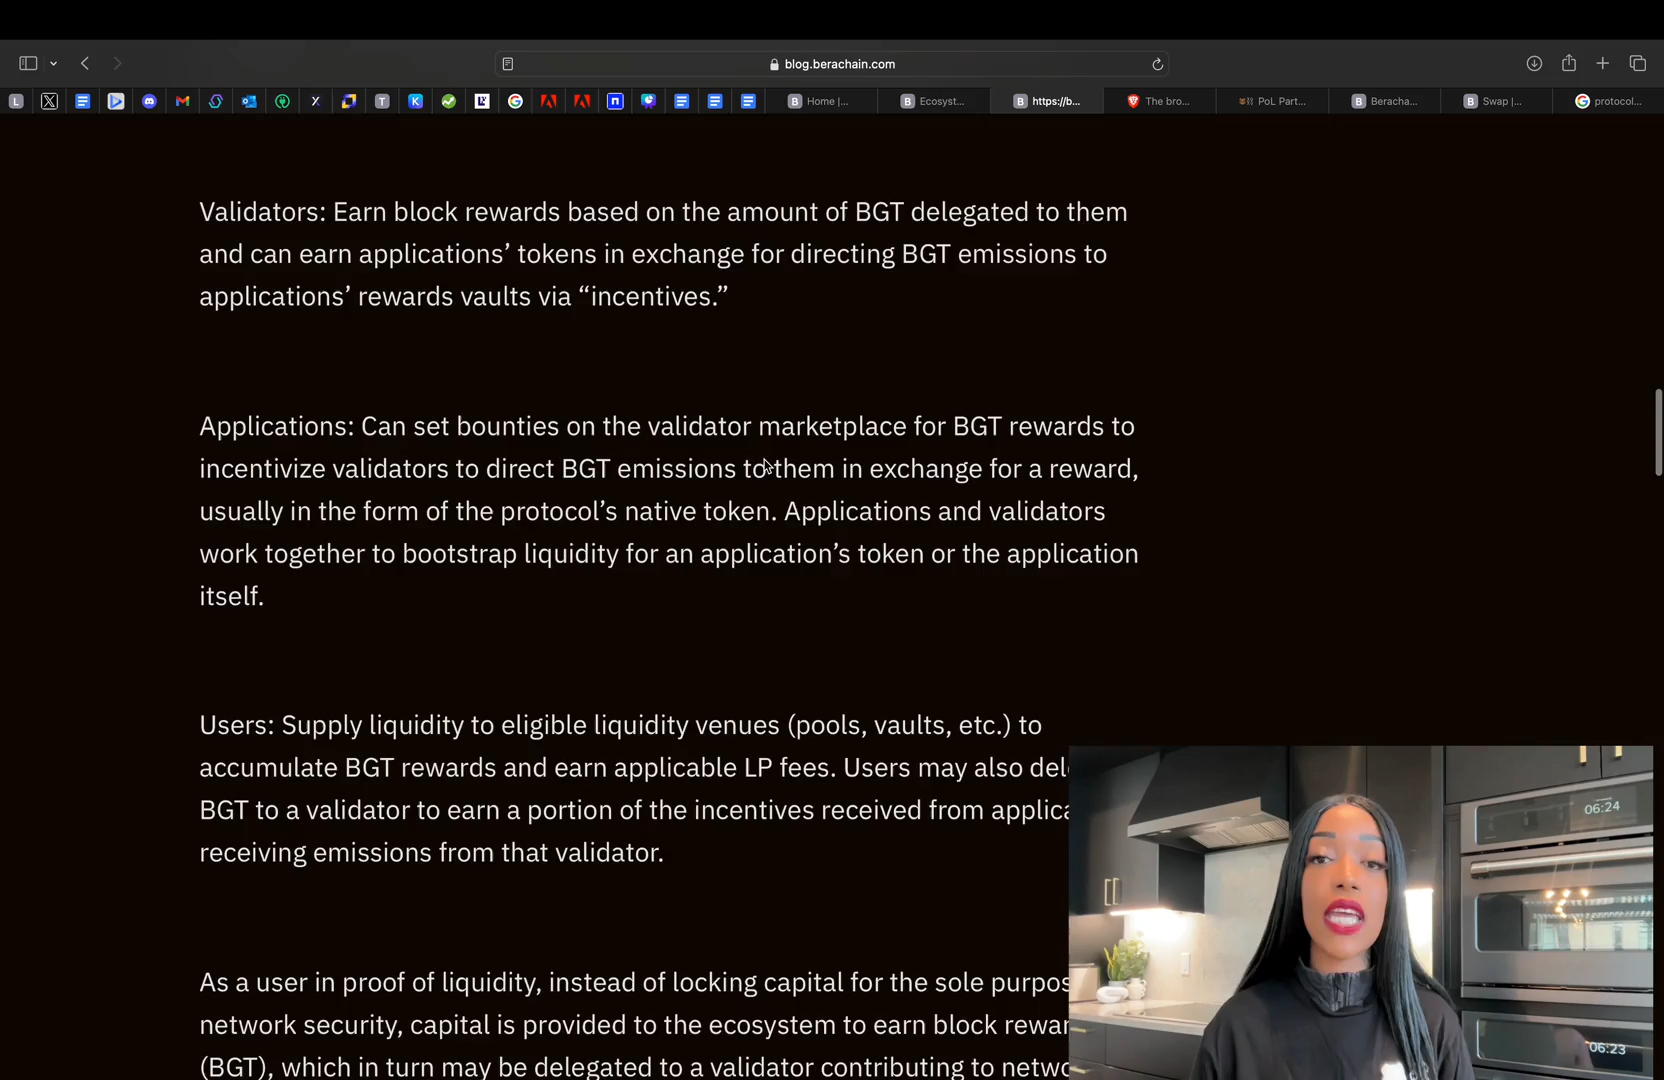 blog.berachain.com
Home |...
Ecosyst...
https://b...
The bro...
PoL Part...
Beracha...
Swap |...
protocol...
Validators: Earn block rewards based on the amount of BGT delegated to them
and can earn applications’ tokens in exchange for directing BGT emissions to
applications’ rewards vaults via “incentives.”
Applications: Can set bounties on the validator marketplace for BGT rewards to
incentivize validators to direct BGT emissions to them in exchange for a reward,
usually in the form of the protocol’s native token. Applications and validators
work together to bootstrap liquidity for an application’s token or the application
itself.
Users: Supply liquidity to eligible liquidity venues (pools, vaults, etc.) to
accumulate BGT rewards and earn applicable LP fees. Users may also del
BGT to a validator to earn a portion of the incentives received from applica
receiving emissions from that validator.
06:24
As a user in proof of liquidity, instead of locking capital for the sole purpos
network security, capital is provided to the ecosystem to earn block rewar
(BGT), which in turn may be delegated to a validator contributing to netwo
06:23